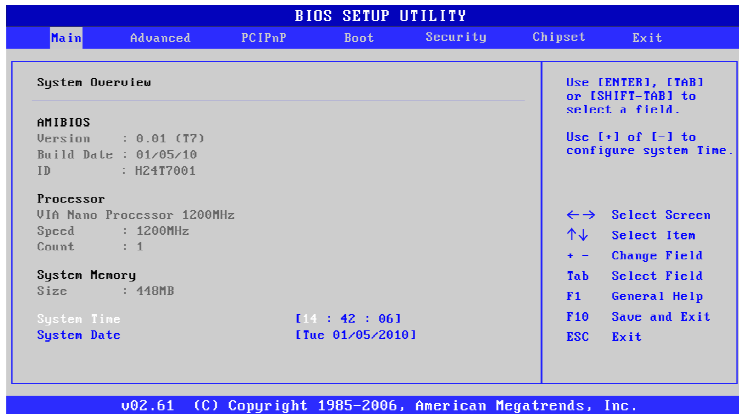 BIOS SETUP UTILITY
Main Advanced PCIPnP Boot Security Chipset Exit
System Overview
AMIBIOS
Version : 0.01 (T7)
Build Date : 01/05/10
ID : H24T7001
Processor
VIA Nano Processor 1200MHz
Speed : 1200MHz
Count : 1
System Memory
Size : 448MB
System Time [14 : 42 : 06]
System Date [Tue 01/05/2010]
Use [ENTER], [TAB]
or [SHIFT-TAB] to
select a field.
Use [+] of [-] to
configure system Time.
←→ Select Screen
↑↓ Select Item
+ - Change Field
Tab Select Field
F1 General Help
F10 Save and Exit
ESC Exit
v02.61 (C) Copyright 1985-2006, American Megatrends, Inc.